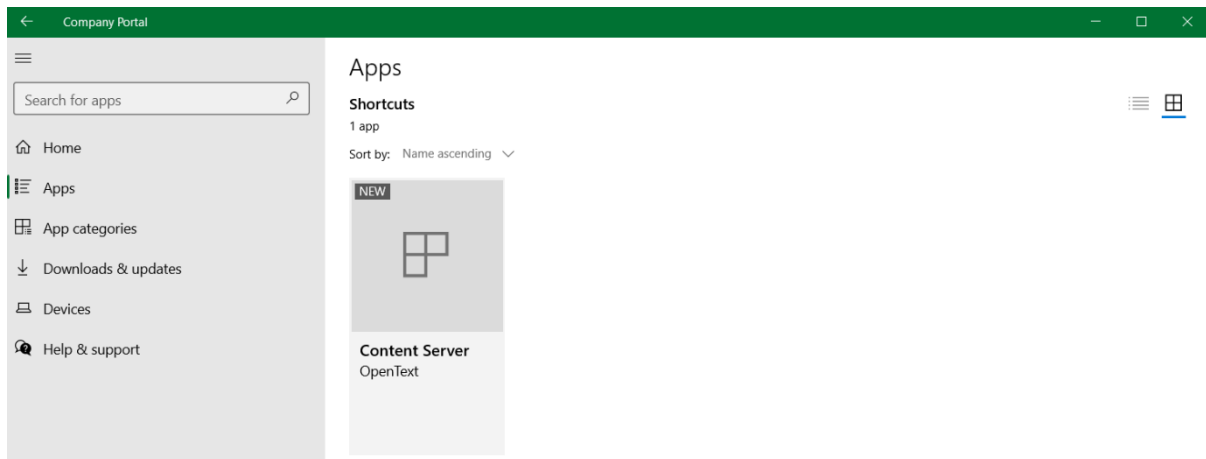 Company Portal
Search for apps
Home
Apps
App categories
Downloads & updates
Devices
Help & support
Apps
Shortcuts
1 app
Sort by: Name ascending
NEW
Content Server
OpenText